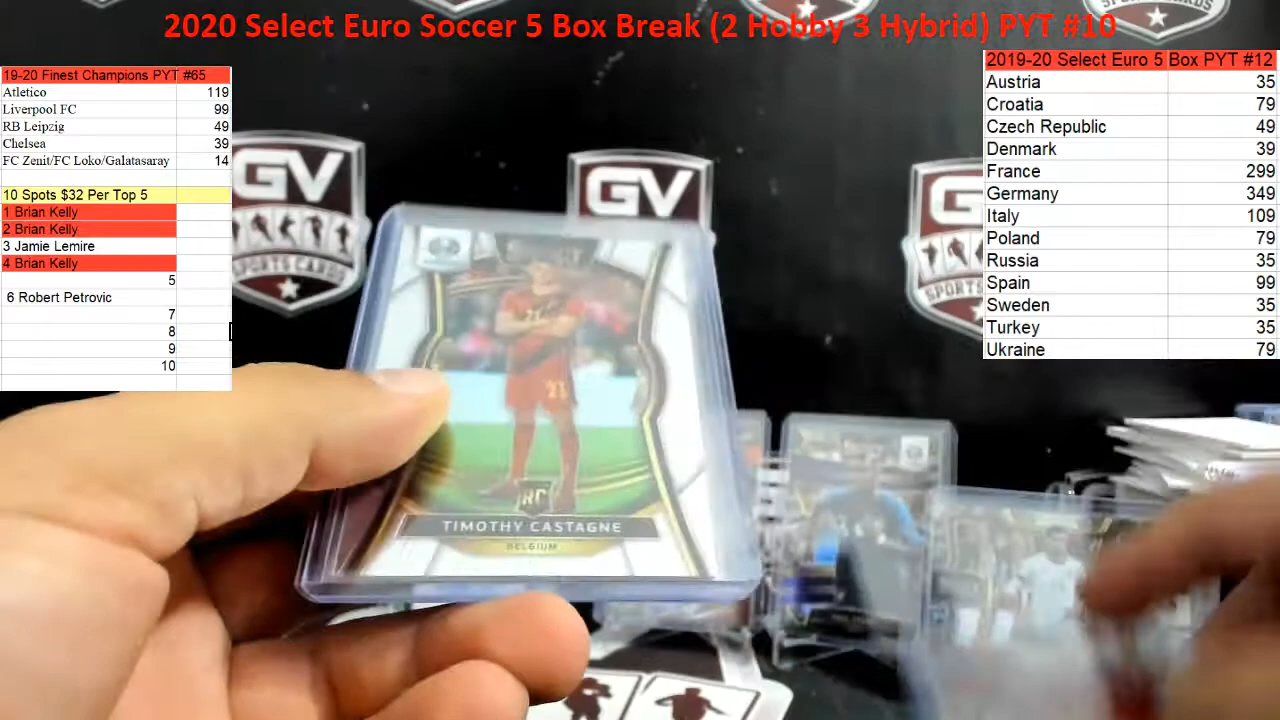 2020 Select Euro Soccer 5 Box Break (2 Hobby 3 Hybrid) PYT #10
19-20 Finest Champions PYT #65
Atletico 119
Liverpool FC 99
RB Leipzig 49
Chelsea 39
FC Zenit/FC Loko/Galatasaray 14
10 Spots $32 Per Top 5
1 Brian Kelly
2 Brian Kelly
3 Jamie Lemire
4 Brian Kelly
5
6 Robert Petrovic
7
8
9
10
2019-20 Select Euro 5 Box PYT #12
Austria 35
Croatia 79
Czech Republic 49
Denmark 39
France 299
Germany 349
Italy 109
Poland 79
Russia 35
Spain 99
Sweden 35
Turkey 35
Ukraine 79
GV
SPORTS CARDS
GV
G
SPORTS
SPORTS CARDS
21
21
RC
TIMOTHY CASTAGNE
BELGIUM